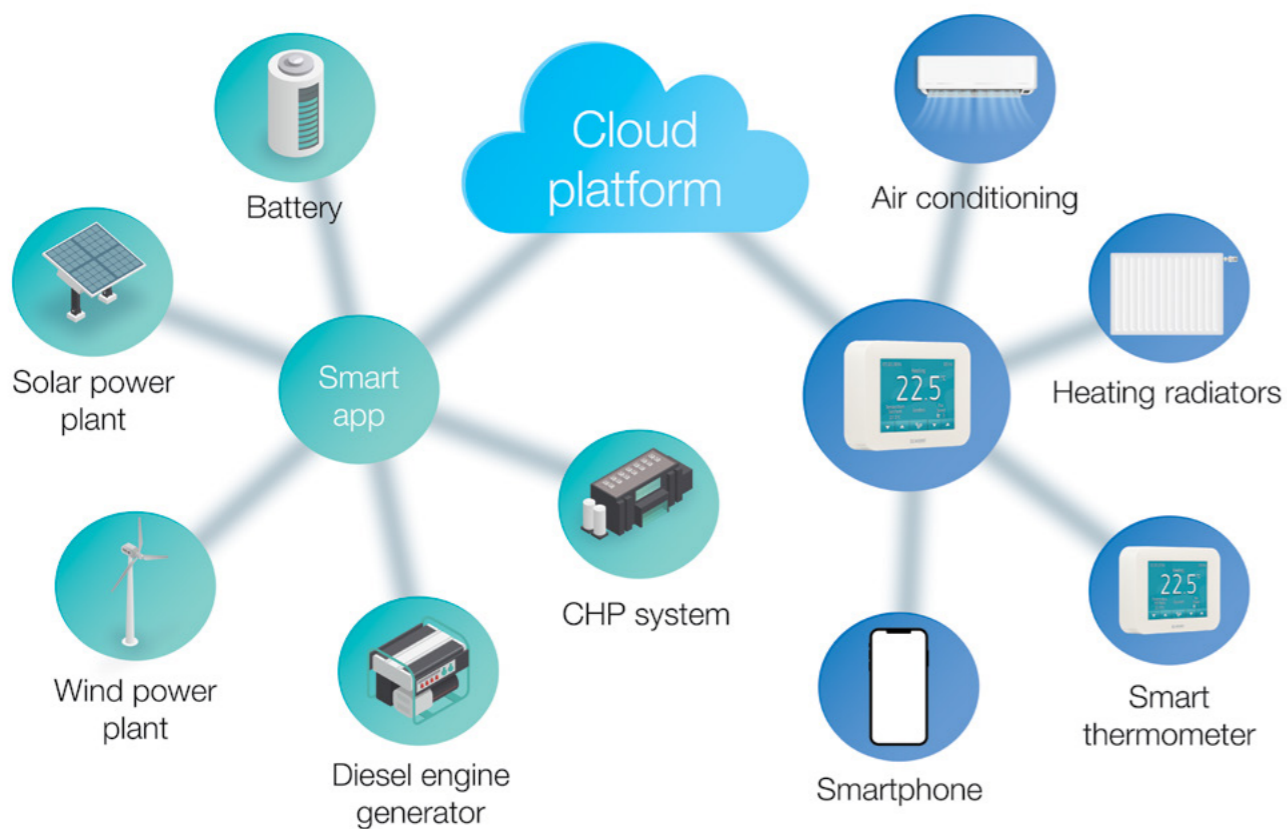 Cloud
platform
Battery
Air conditioning
Solar power
plant
Smart
app
22.5
Heating radiators
CHP system
Wind power
plant
22.5
Smart
thermometer
Diesel engine
generator
Smartphone